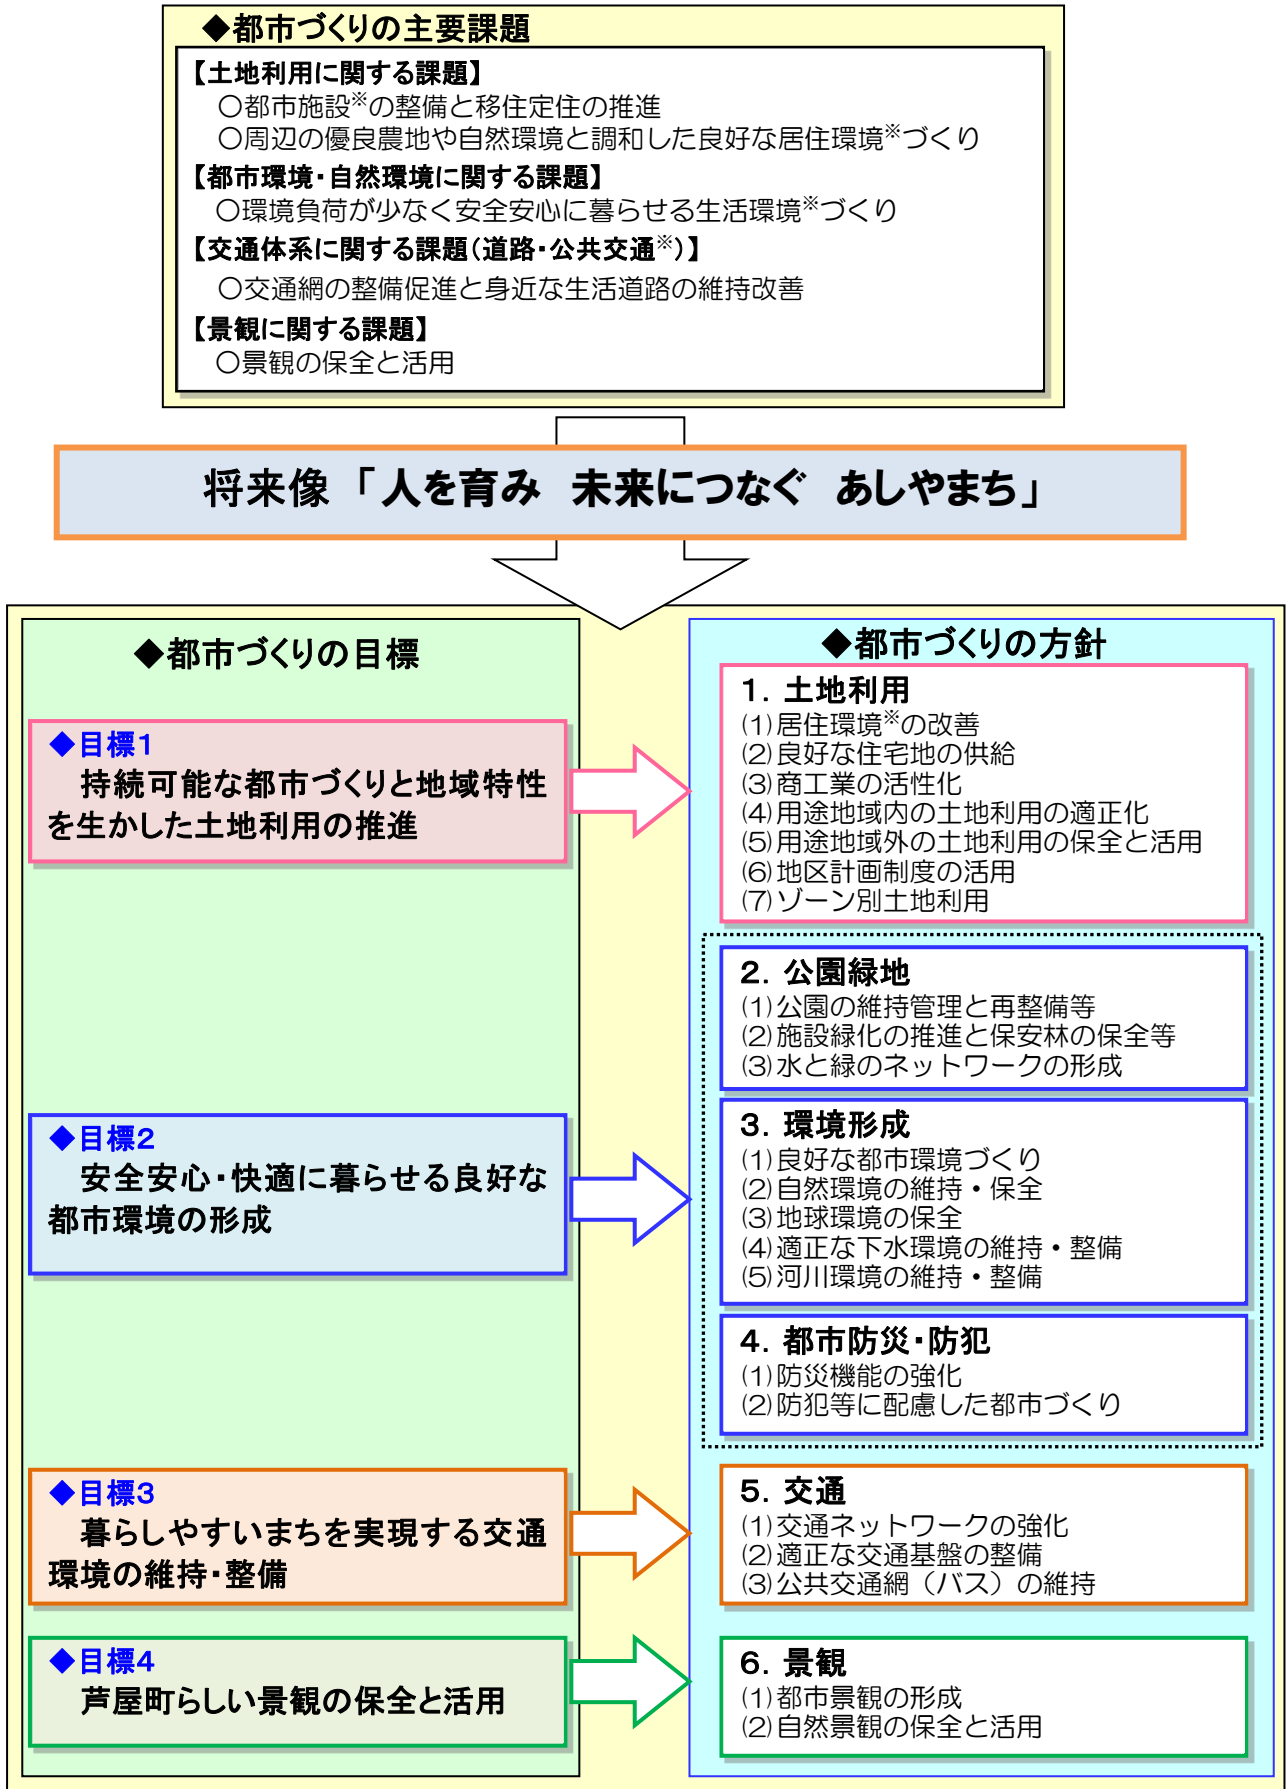 ◆都市づくりの主要課題
【土地利用に関する課題】
○都市施設※の整備と移住定住の推進
○周辺の優良農地や自然環境と調和した良好な居住環境※づくり
【都市環境・自然環境に関する課題】
○環境負荷が少なく安全安心に暮らせる生活環境※づくり
【交通体系に関する課題（道路・公共交通※）】
○交通網の整備促進と身近な生活道路の維持改善
【景観に関する課題】
○景観の保全と活用
将来像「人を育み　未来につなぐ　あしやまち」
◆都市づくりの目標
◆目標１
持続可能な都市づくりと地域特性
を生かした土地利用の推進
◆目標２
安全安心・快適に暮らせる良好な
都市環境の形成
◆目標３
暮らしやすいまちを実現する交通
環境の維持・整備
◆目標４
芦屋町らしい景観の保全と活用
◆都市づくりの方針
１．土地利用
(1)居住環境※の改善
(2)良好な住宅地の供給
(3)商工業の活性化
(4)用途地域内の土地利用の適正化
(5)用途地域外の土地利用の保全と活用
(6)地区計画制度の活用
(7)ゾーン別土地利用
２．公園緑地
(1)公園の維持管理と再整備等
(2)施設緑化の推進と保安林の保全等
(3)水と緑のネットワークの形成
３．環境形成
(1)良好な都市環境づくり
(2)自然環境の維持・保全
(3)地球環境の保全
(4)適正な下水環境の維持・整備
(5)河川環境の維持・整備
４．都市防災・防犯
(1)防災機能の強化
(2)防犯等に配慮した都市づくり
５．交通
(1)交通ネットワークの強化
(2)適正な交通基盤の整備
(3)公共交通網（バス）の維持
６．景観
(1)都市景観の形成
(2)自然景観の保全と活用